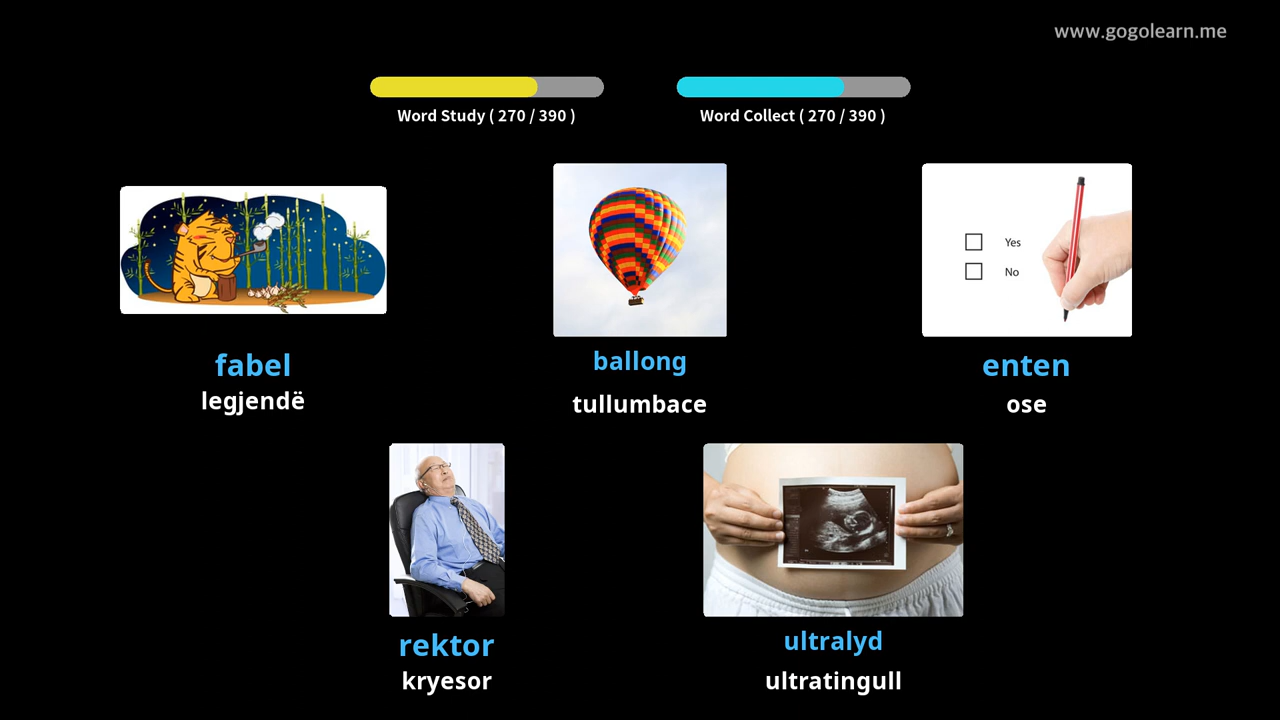 www.gogolearn.me
Word Study ( 270 / 390 )
Word Collect ( 270 / 390 )
Yes
No
fabel
legjendë
ballong
tullumbace
enten
ose
rektor
kryesor
ultralyd
ultratingull